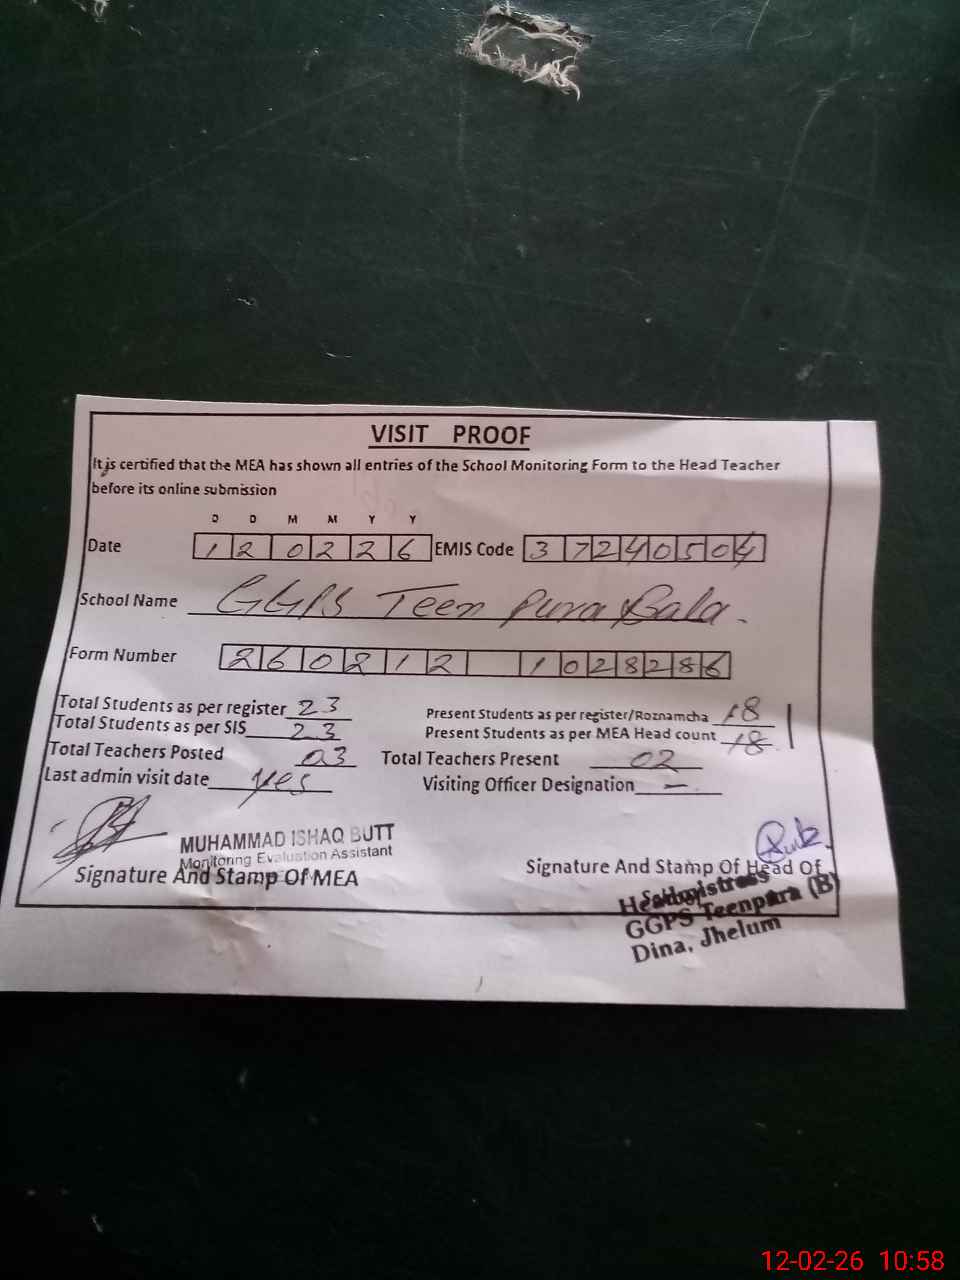 VISIT PROOF
It is certified that the MEA has shown all entries of the School Monitoring Form to the Head Teacher
before its online submission
D D M M Y Y
Date 1 2 0 2 2 6 EMIS Code 3 7 2 4 0 5 0 4
School Name GGPS Teen Pura Bala.
Form Number 2 6 0 2 1 2 1 0 2 8 2 8 6
Total Students as per register 23 Present Students as per register/Roznamcha 18
Total Students as per SIS 23 Present Students as per MEA Head count 18
Total Teachers Posted 03 Total Teachers Present 02
Last admin visit date yes Visiting Officer Designation —
MUHAMMAD ISHAQ BUTT
Monitoring Evaluation Assistant
Signature And Stamp Of MEA Signature And Stamp Of Head Of
School
Headmistress
GGPS Teenpura (B)
Dina, Jhelum
12-02-26 10:58